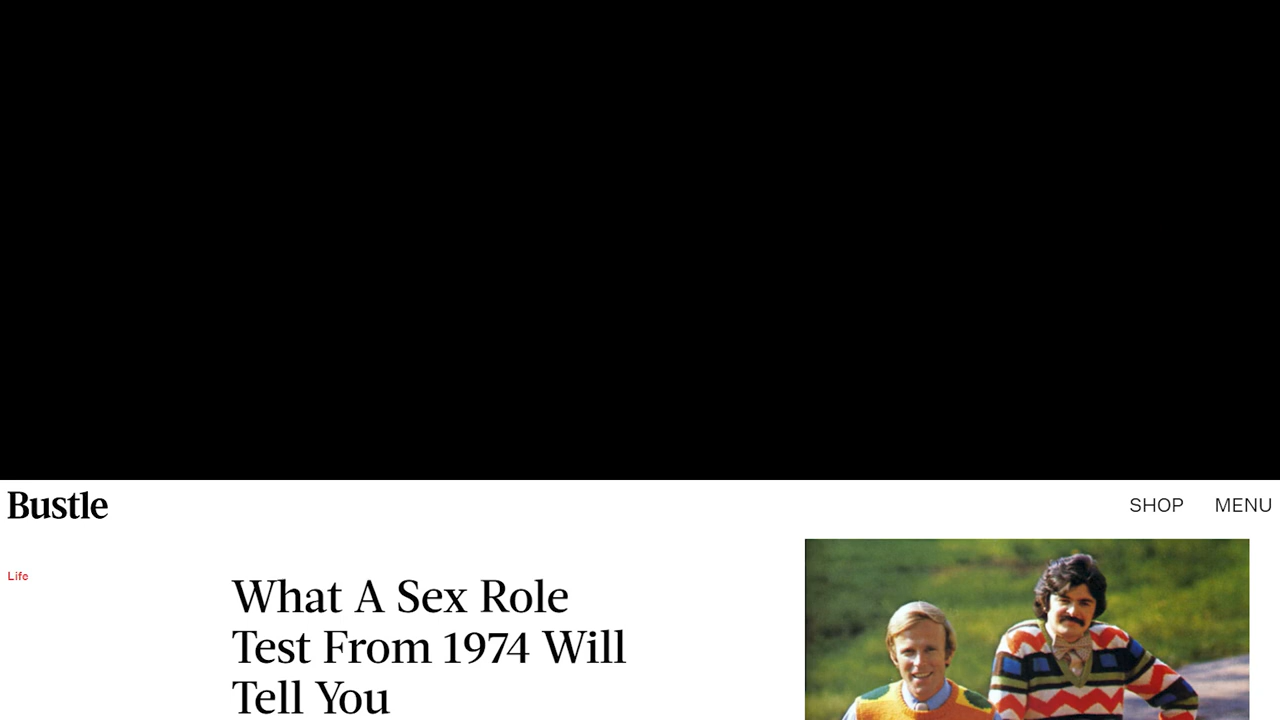 Bustle
SHOP MENU
Life
What A Sex Role
Test From 1974 Will
Tell You